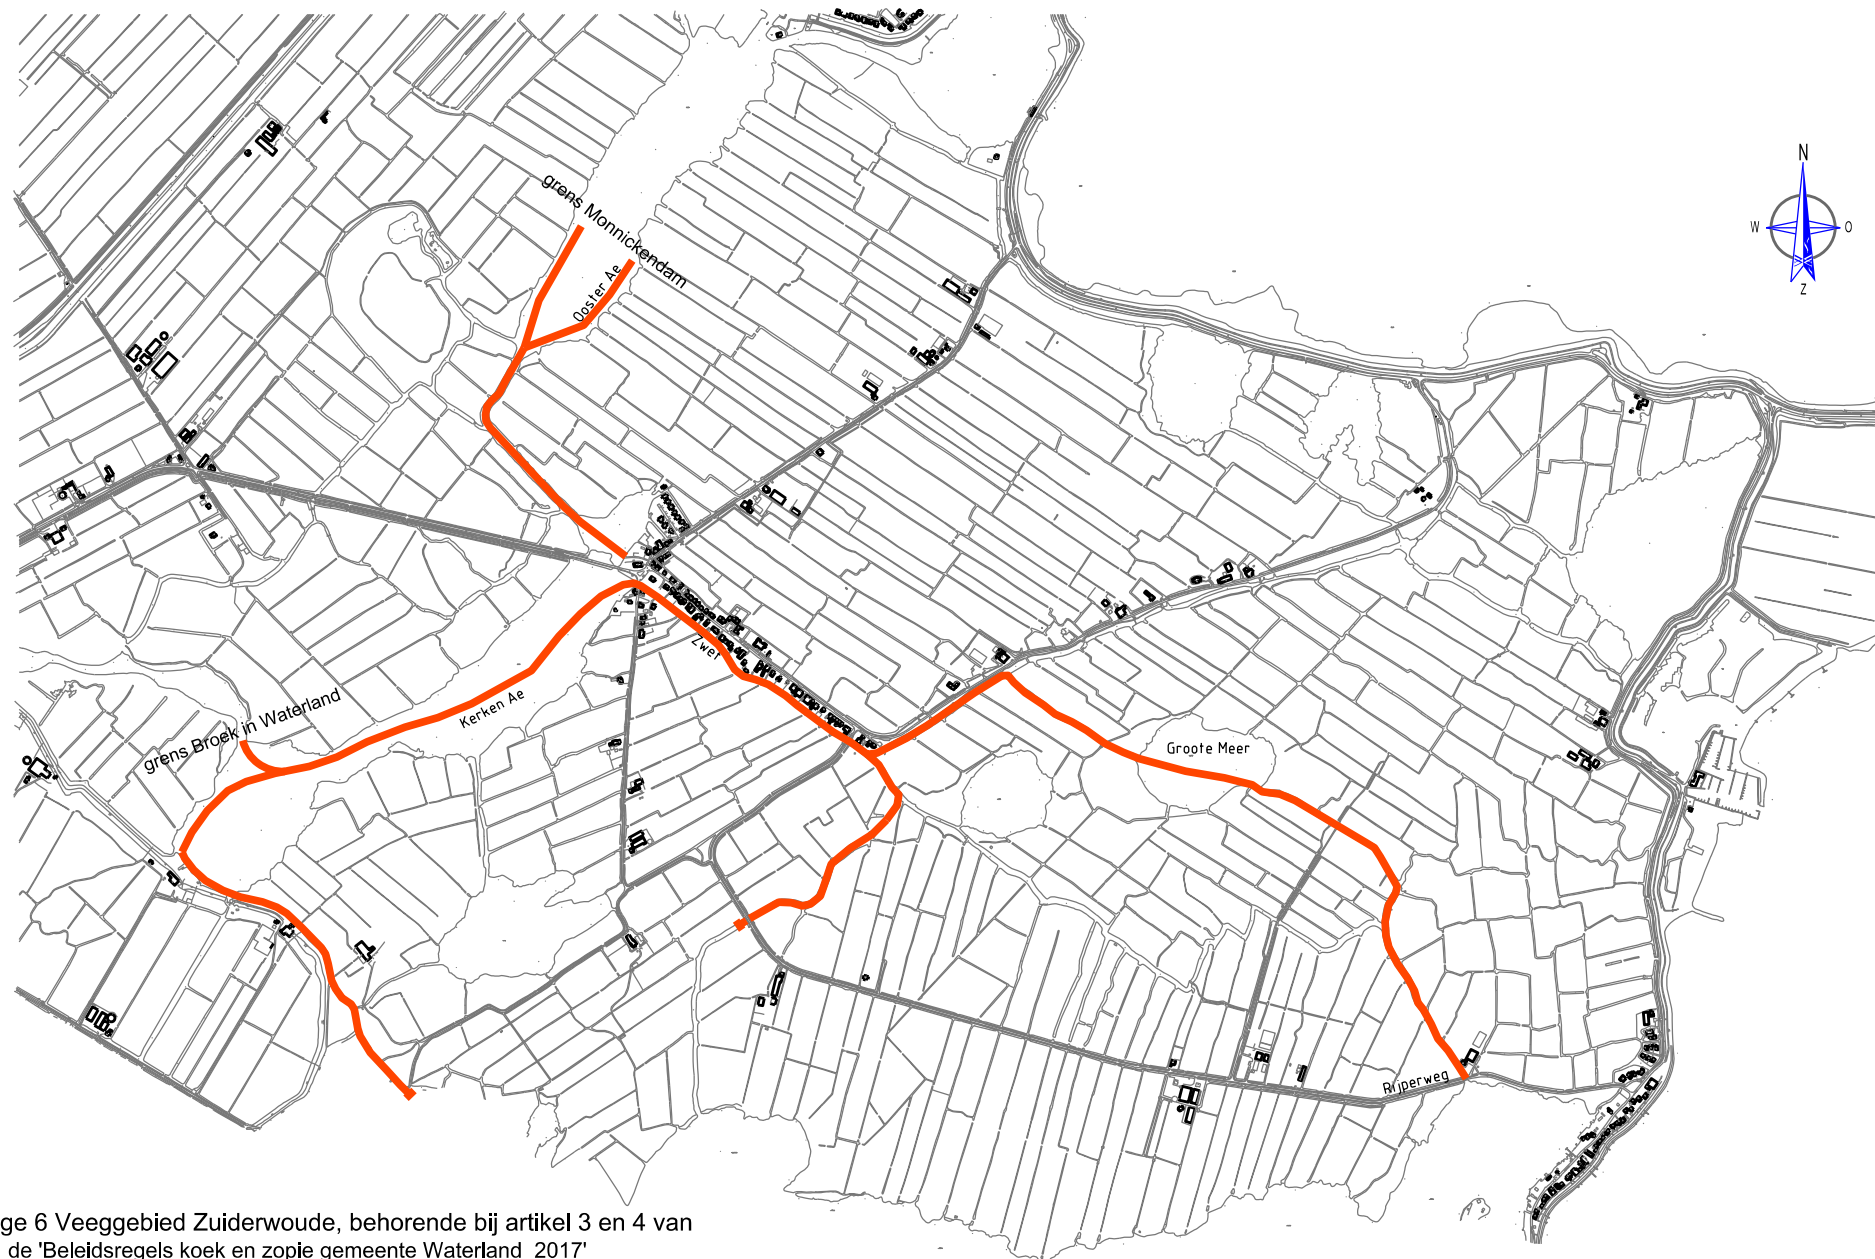 N
W
O
Z
grens Monnickendam
Ooster Ae
Zwet
Kerken Ae
grens Broek in Waterland
Groote Meer
Rijperweg
ge 6 Veeggebied Zuiderwoude, behorende bij artikel 3 en 4 van
de 'Beleidsregels koek en zopie gemeente Waterland 2017'